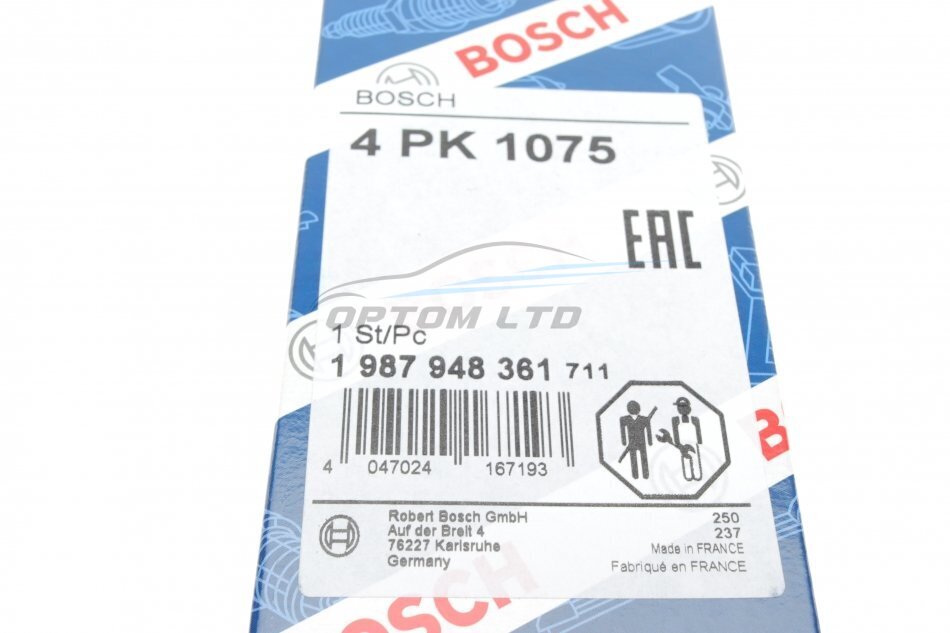 BOSCH
BOSCH
4 PK 1075
EAC
OPTOM LTD
1 St/Pc
1 987 948 361 711
4 047024 167193
BOSCH
Robert Bosch GmbH
Auf der Breit 4
76227 Karlsruhe
Germany
250
237
Made in FRANCE
Fabriqué en FRANCE
BOSCH